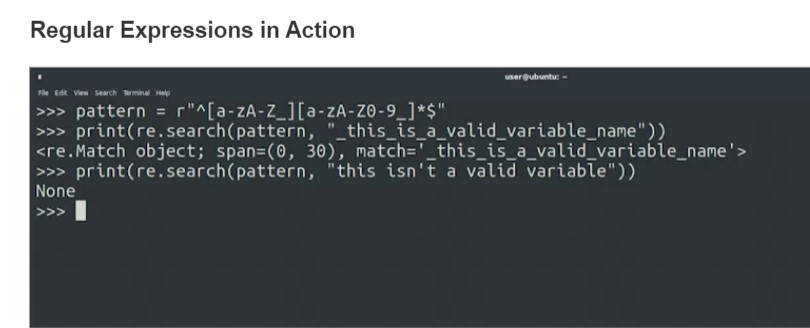 Regular Expressions in Action
user@ubuntu: ~
File Edit View Search Terminal Help
>>> pattern = r"^[a-zA-Z_][a-zA-Z0-9_]*$"
>>> print(re.search(pattern, "_this_is_a_valid_variable_name"))
<re.Match object; span=(0, 30), match='_this_is_a_valid_variable_name'>
>>> print(re.search(pattern, "this isn't a valid variable"))
None
>>>